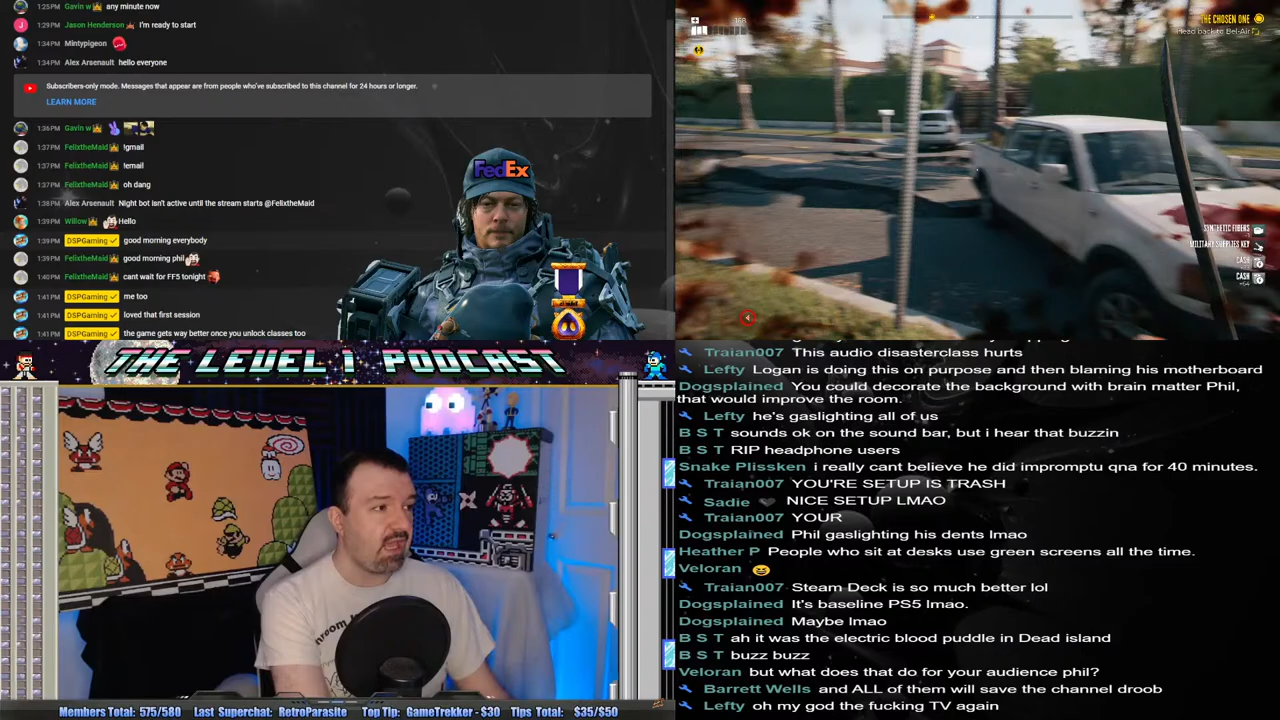 1:25PM Gavin w any minute now
1:29PM Jason Henderson I'm ready to start
1:34PM Mintypigeon
1:34PM Alex Arsenault hello everyone
Subscribers-only mode. Messages that appear are from people who've subscribed to this channel for 24 hours or longer.
LEARN MORE
1:36PM Gavin w
1:37PM FelixtheMaid !gmail
1:37PM FelixtheMaid !email
1:37PM FelixtheMaid oh dang
1:38PM Alex Arsenault Night bot isn't active until the stream starts @FelixtheMaid
1:39PM Willow Hello
1:39PM DSPGaming good morning everybody
1:39PM FelixtheMaid good morning phil
1:40PM FelixtheMaid cant wait for FF5 tonight
1:41PM DSPGaming me too
1:41PM DSPGaming loved that first session
1:41PM DSPGaming the game gets way better once you unlock classes too
FedEx
168
THE CHOSEN ONE
Head back to Bel-Air
SYNTHETIC FIBERS
MILITARY SUPPLIES KEY
CASH
CASH
+64
THE LEVEL 1 PODCAST
Traian007 This audio disasterclass hurts
Lefty Logan is doing this on purpose and then blaming his motherboard
Dogsplained You could decorate the background with brain matter Phil,
that would improve the room.
Lefty he's gaslighting all of us
B S T sounds ok on the sound bar, but i hear that buzzin
B S T RIP headphone users
Snake Plissken i really cant believe he did impromptu qna for 40 minutes.
Traian007 YOU'RE SETUP IS TRASH
Sadie NICE SETUP LMAO
Traian007 YOUR
Dogsplained Phil gaslighting his dents lmao
Heather P People who sit at desks use green screens all the time.
Veloran
Traian007 Steam Deck is so much better lol
Dogsplained It's baseline PS5 lmao.
Dogsplained Maybe lmao
B S T ah it was the electric blood puddle in Dead island
B S T buzz buzz
Veloran but what does that do for your audience phil?
Barrett Wells and ALL of them will save the channel droob
Lefty oh my god the fucking TV again
Members Total: 575/580 Last Superchat: RetroParasite Top Tip: GameTrekker - $30 Tips Total: $35/$50